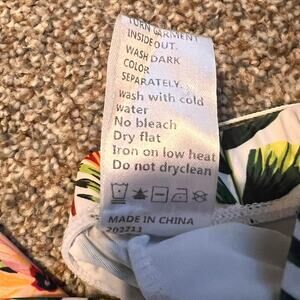 TURN GARMENT
INSIDE OUT.
WASH DARK
COLOR
SEPARATELY.
wash with cold
water
No bleach
Dry flat
Iron on low heat
Do not dryclean
MADE IN CHINA
202211